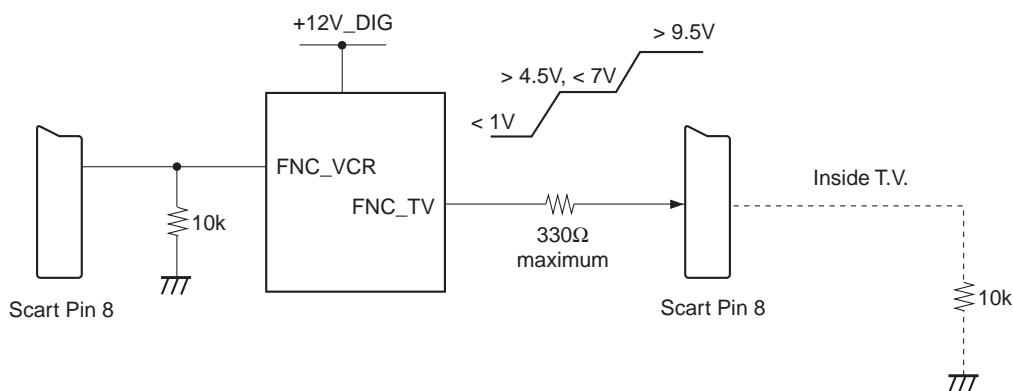 +12V_DIG
> 9.5V
> 4.5V, < 7V
< 1V
FNC_VCR
FNC_TV
10k
330Ω
maximum
Inside T.V.
10k
Scart Pin 8
Scart Pin 8